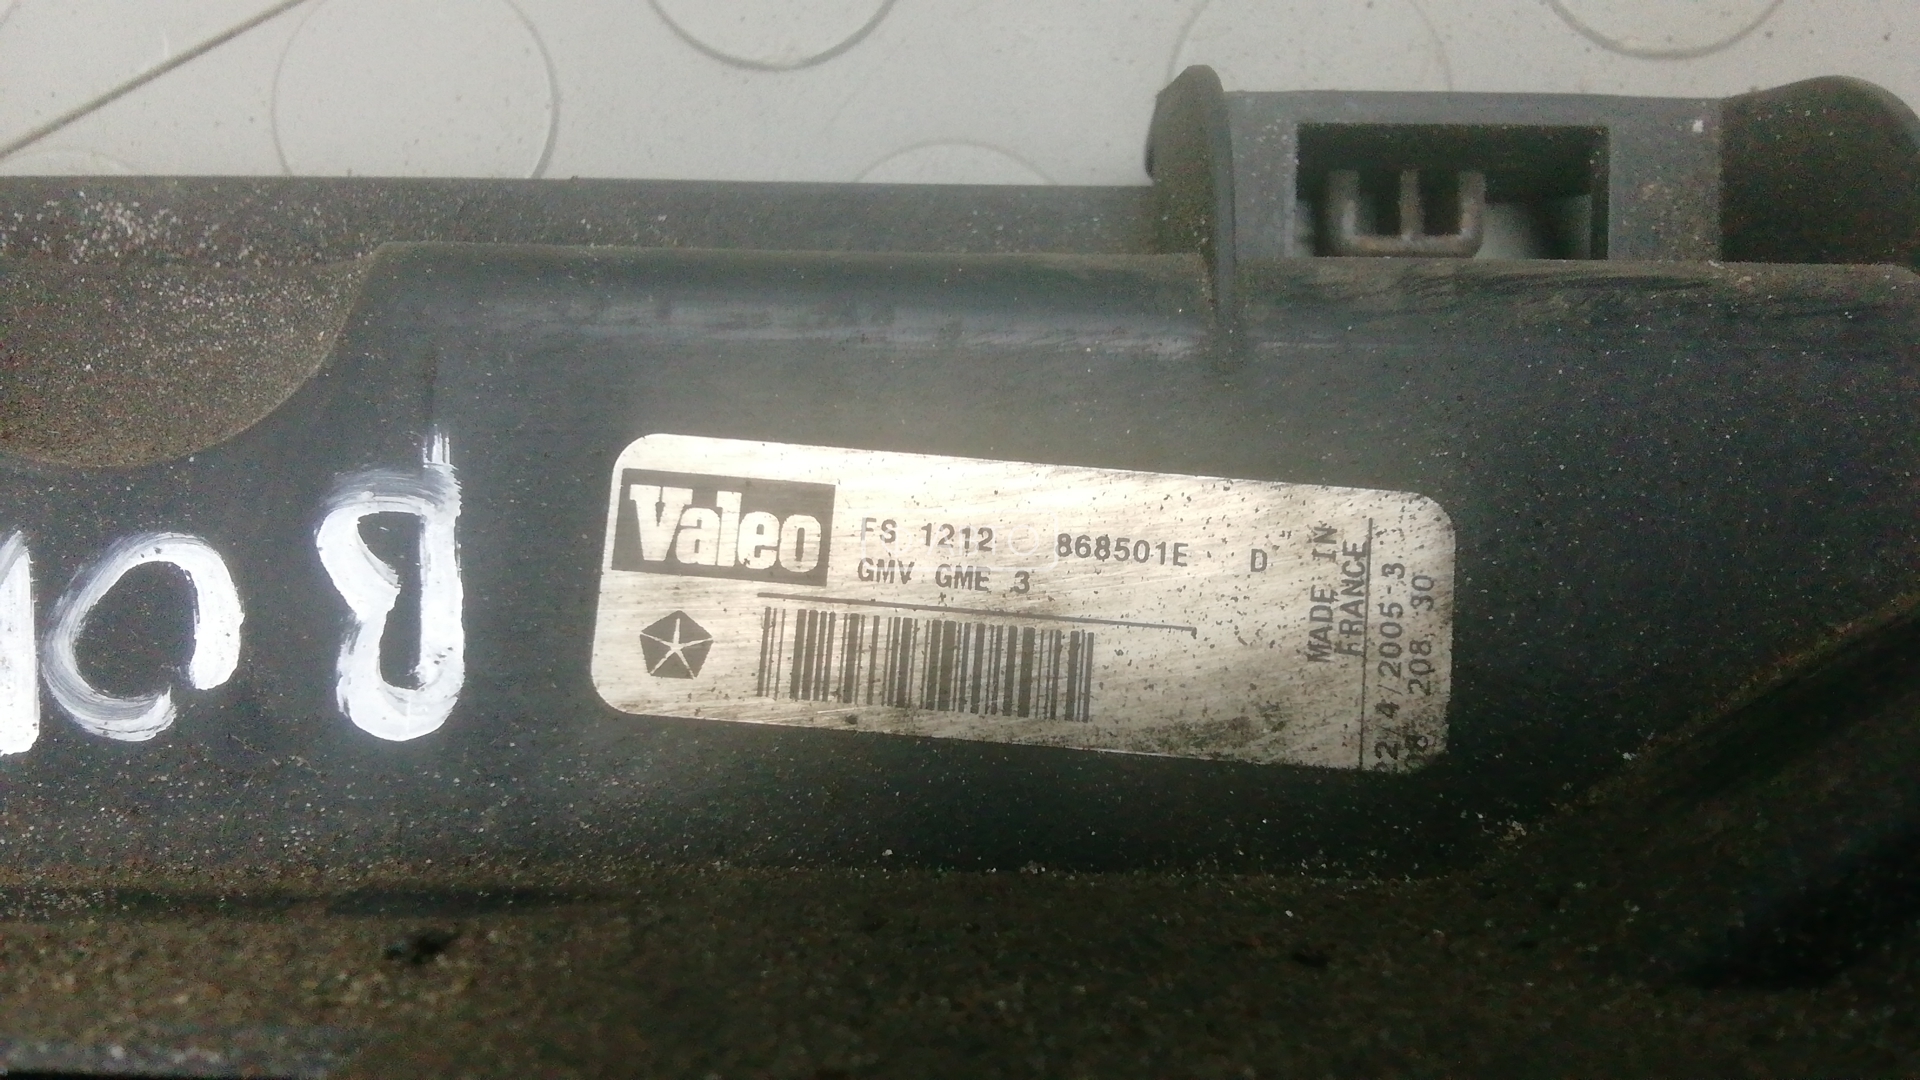 Valeo
FS 1212 868501E D
GMV GME 3
MADE IN
FRANCE
2/4/2005-3
208 30